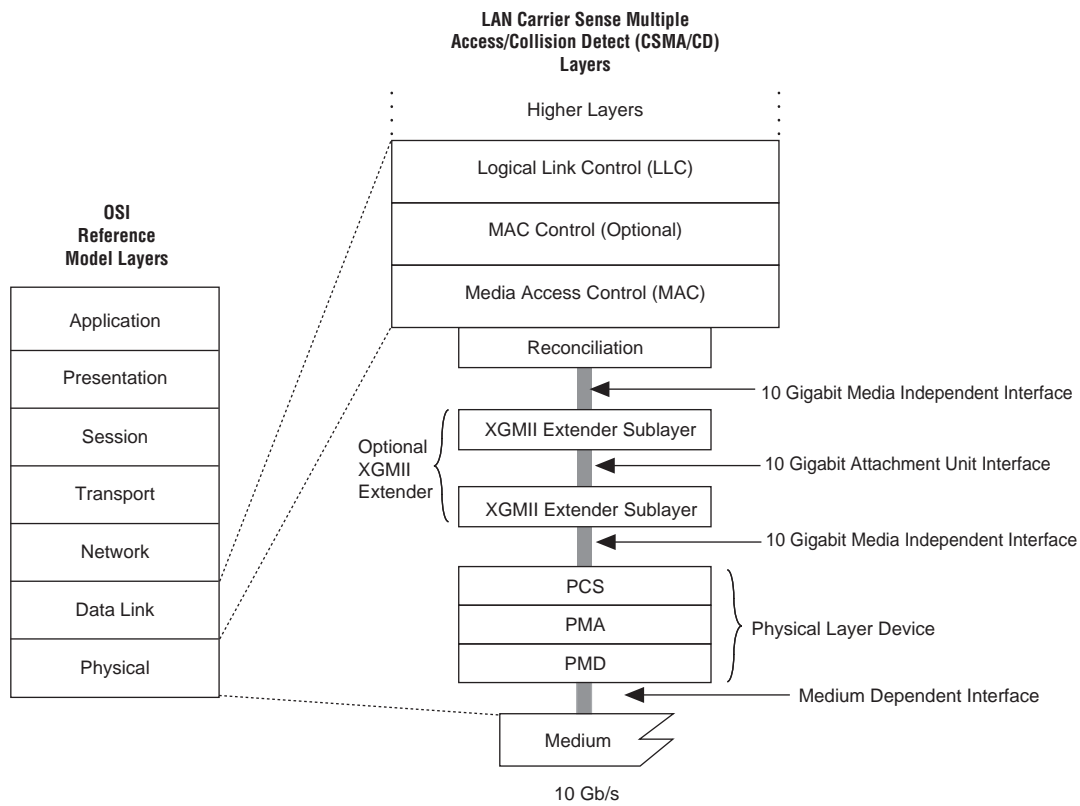 LAN Carrier Sense Multiple
Access/Collision Detect (CSMA/CD)
Layers
Higher Layers
Logical Link Control (LLC)
MAC Control (Optional)
Media Access Control (MAC)
Reconciliation
OSI
Reference
Model Layers
Application
Presentation
Session
Transport
Network
Data Link
Physical
10 Gigabit Media Independent Interface
Optional
XGMII
Extender
XGMII Extender Sublayer
10 Gigabit Attachment Unit Interface
XGMII Extender Sublayer
10 Gigabit Media Independent Interface
PCS
PMA
PMD
Physical Layer Device
Medium Dependent Interface
Medium
10 Gb/s